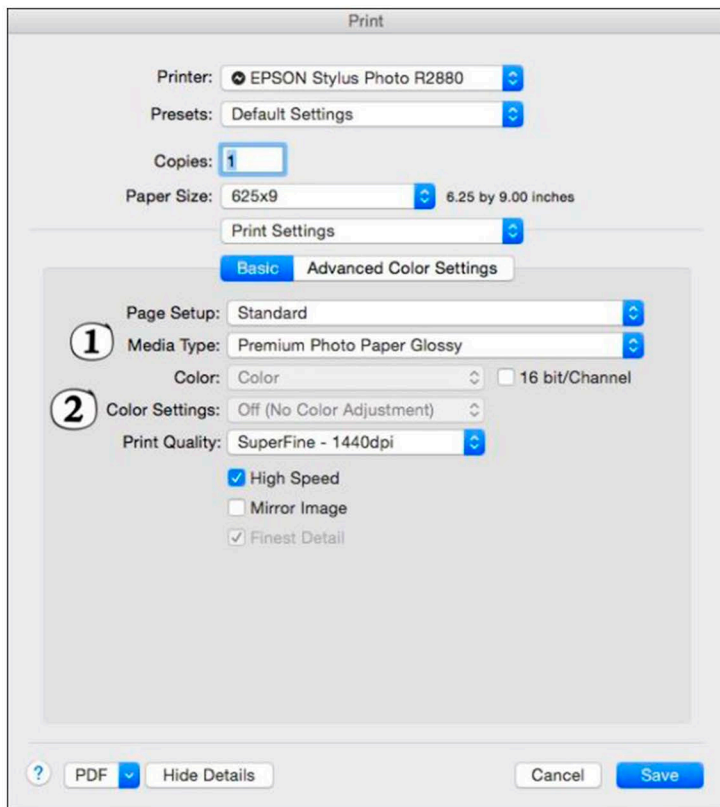 Print
Printer: EPSON Stylus Photo R2880
Presets: Default Settings
Copies: 1
Paper Size: 625x9 6.25 by 9.00 inches
Print Settings
Basic Advanced Color Settings
Page Setup: Standard
1 Media Type: Premium Photo Paper Glossy
Color: Color 16 bit/Channel
2 Color Settings: Off (No Color Adjustment)
Print Quality: SuperFine - 1440dpi
High Speed
Mirror Image
Finest Detail
? PDF Hide Details Cancel Save